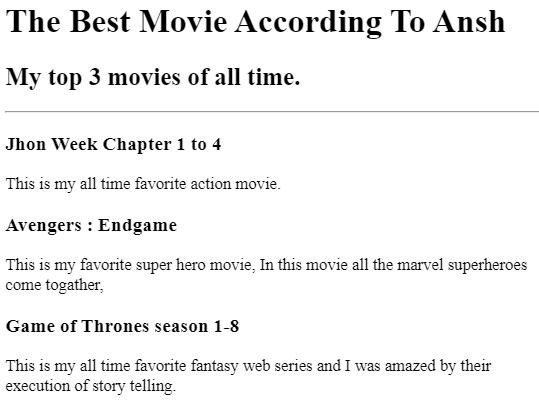 The Best Movie According To Ansh
My top 3 movies of all time.
Jhon Week Chapter 1 to 4
This is my all time favorite action movie.
Avengers : Endgame
This is my favorite super hero movie, In this movie all the marvel superheroes
come togather,
Game of Thrones season 1-8
This is my all time favorite fantasy web series and I was amazed by their
execution of story telling.